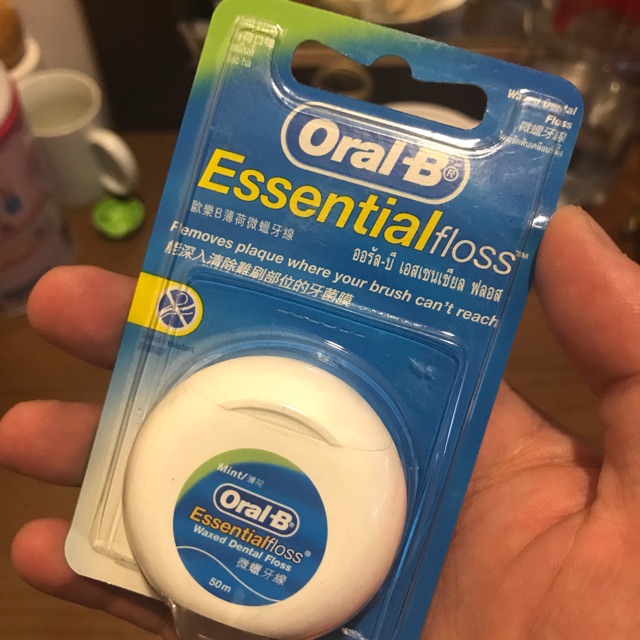 Waxed Dental
Floss
微蠟牙線
Oral-B®
Essentialfloss™
歐樂B薄荷微蠟牙線
ออรัล-บี เอสเซนเชียล ฟลอส
Removes plaque where your brush can't reach
能深入清除難刷部位的牙菌膜
Mint/薄荷
Oral-B
Essentialfloss®
Waxed Dental Floss
微蠟牙線
50m